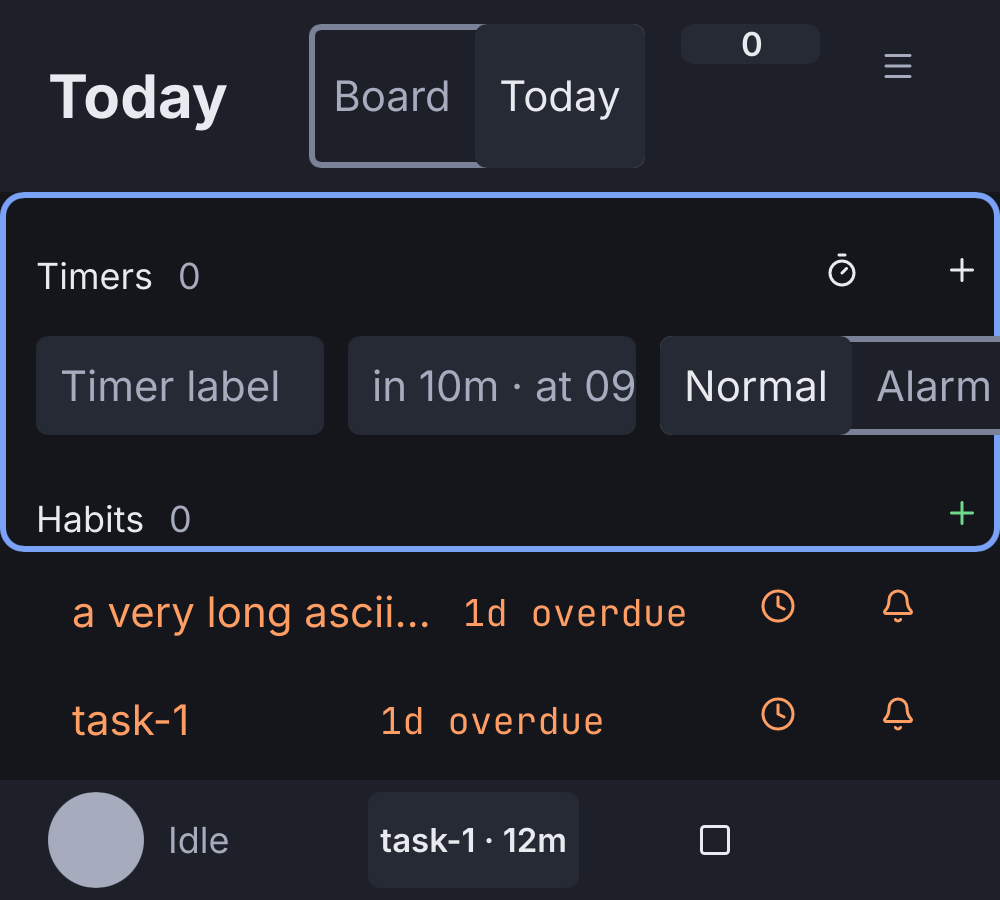 Today Board Today 0
Timers 0
Timer label in 10m · at 09 Normal Alarm
Habits 0
a very long ascii... 1d overdue
task-1 1d overdue
Idle task-1 · 12m